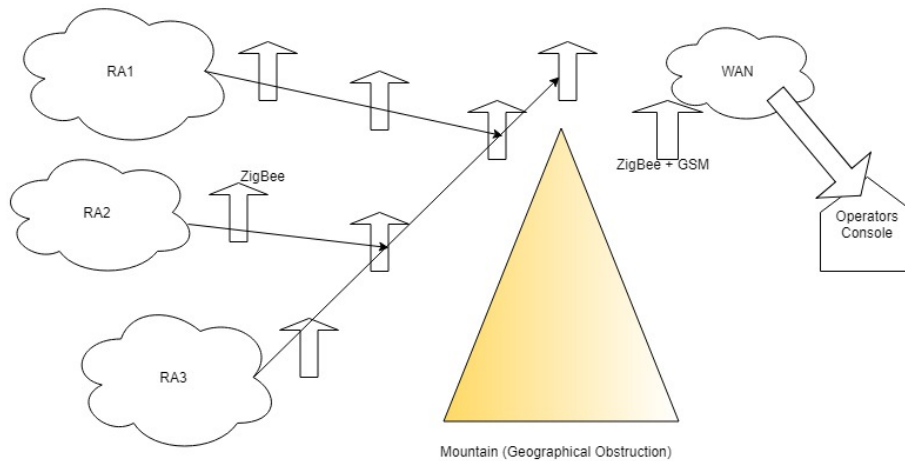 RA1
WAN
ZigBee
ZigBee + GSM
RA2
Operators
Console
RA3
Mountain (Geographical Obstruction)